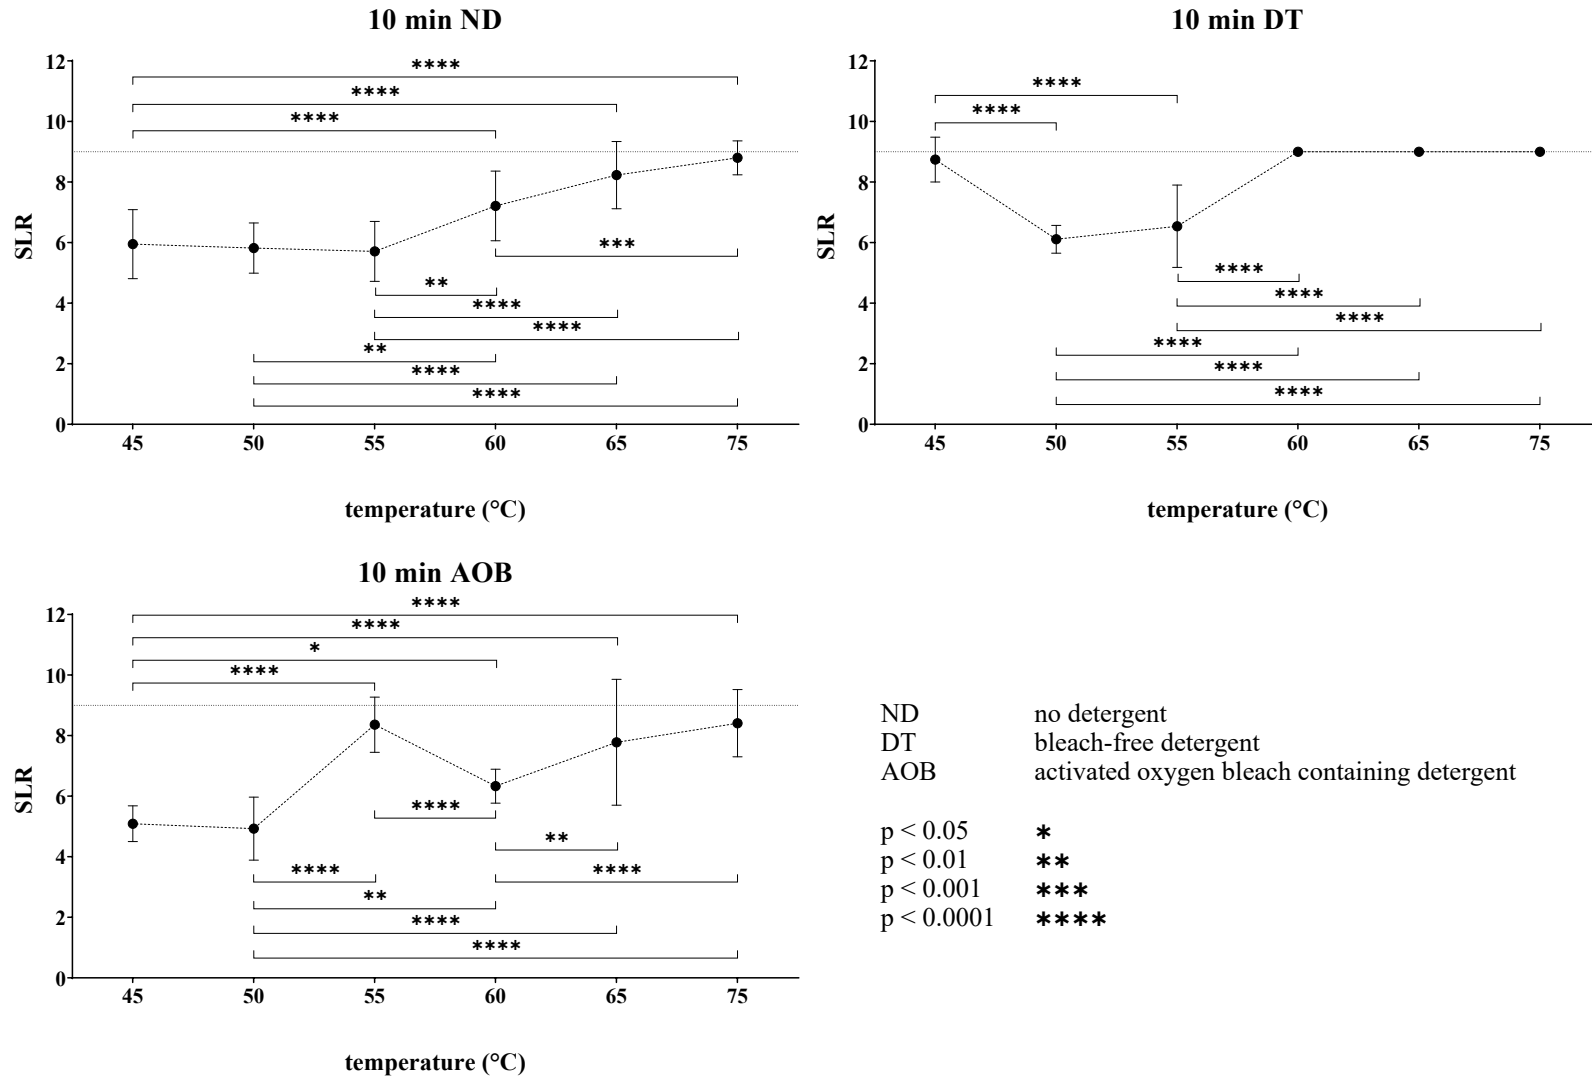 10 min ND
12
10
8
6
4
2
0
SLR
****
****
****
***
**
****
****
**
****
****
45 50 55 60 65 75
temperature (°C)
10 min DT
12
10
8
6
4
2
0
SLR
****
****
****
****
****
****
****
****
45 50 55 60 65 75
temperature (°C)
10 min AOB
12
10
8
6
4
2
0
SLR
****
****
*
****
****
**
****
****
**
****
****
45 50 55 60 65 75
temperature (°C)
ND no detergent
DT bleach-free detergent
AOB activated oxygen bleach containing detergent
p < 0.05 *
p < 0.01 **
p < 0.001 ***
p < 0.0001 ****